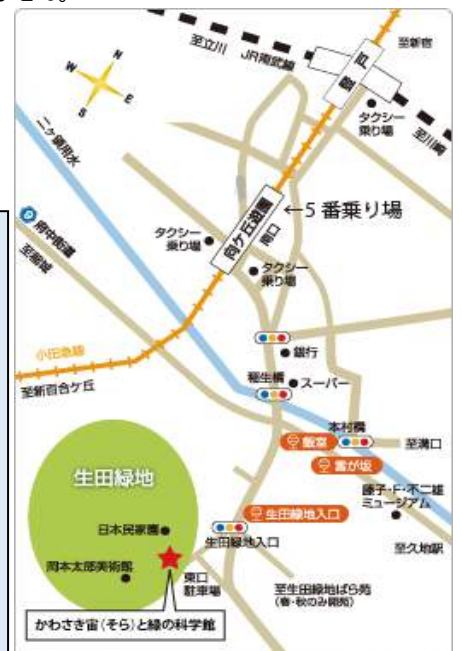 N
W
E
S
至立川
JR南武線
至新宿
登戸
タクシー
乗り場
至川崎
二ヶ領用水
←5 番乗り場
向ヶ丘遊園
南口
タクシー
乗り場
タクシー
乗り場
府中街道
至稲城
小田急線
至新百合ケ丘
銀行
稲生橋
スーパー
本村橋
飯室
至溝口
雲が坂
藤子・F・不二雄
ミュージアム
生田緑地
生田緑地入口
生田緑地入口
至久地駅
日本民家園
岡本太郎美術館
東口
駐車場
至生田緑地ばら苑
(春・秋のみ開苑)
かわさき宙(そら)と緑の科学館